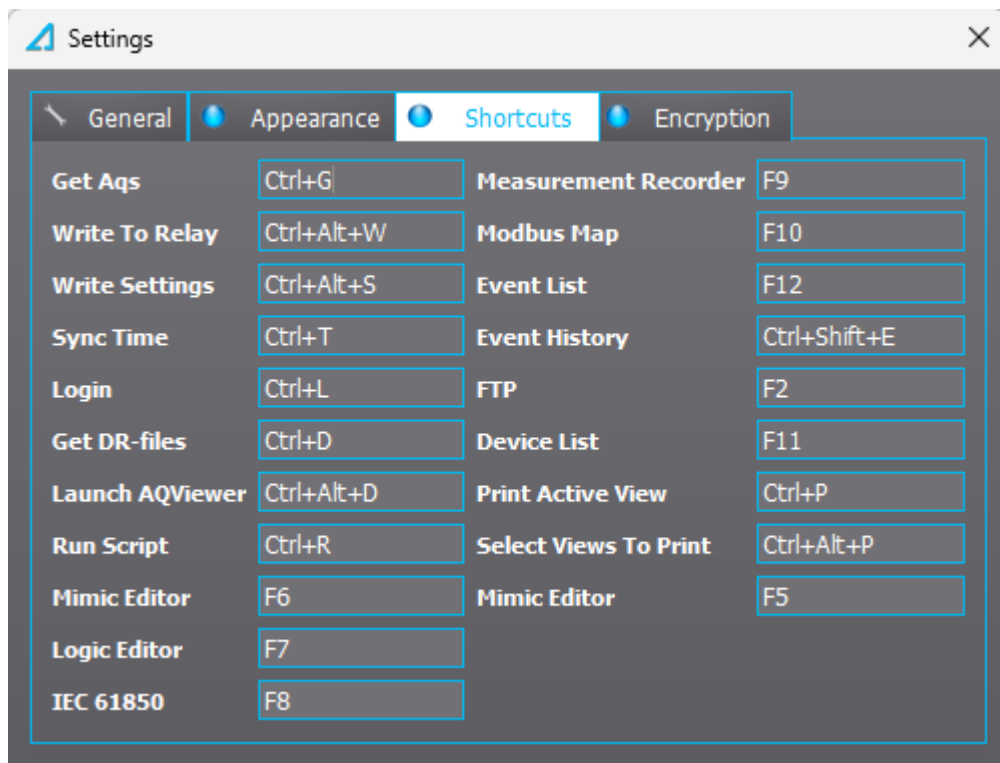 Settings
General Appearance Shortcuts Encryption
Get Aqs Ctrl+G Measurement Recorder F9
Write To Relay Ctrl+Alt+W Modbus Map F10
Write Settings Ctrl+Alt+S Event List F12
Sync Time Ctrl+T Event History Ctrl+Shift+E
Login Ctrl+L FTP F2
Get DR-files Ctrl+D Device List F11
Launch AQViewer Ctrl+Alt+D Print Active View Ctrl+P
Run Script Ctrl+R Select Views To Print Ctrl+Alt+P
Mimic Editor F6 Mimic Editor F5
Logic Editor F7
IEC 61850 F8